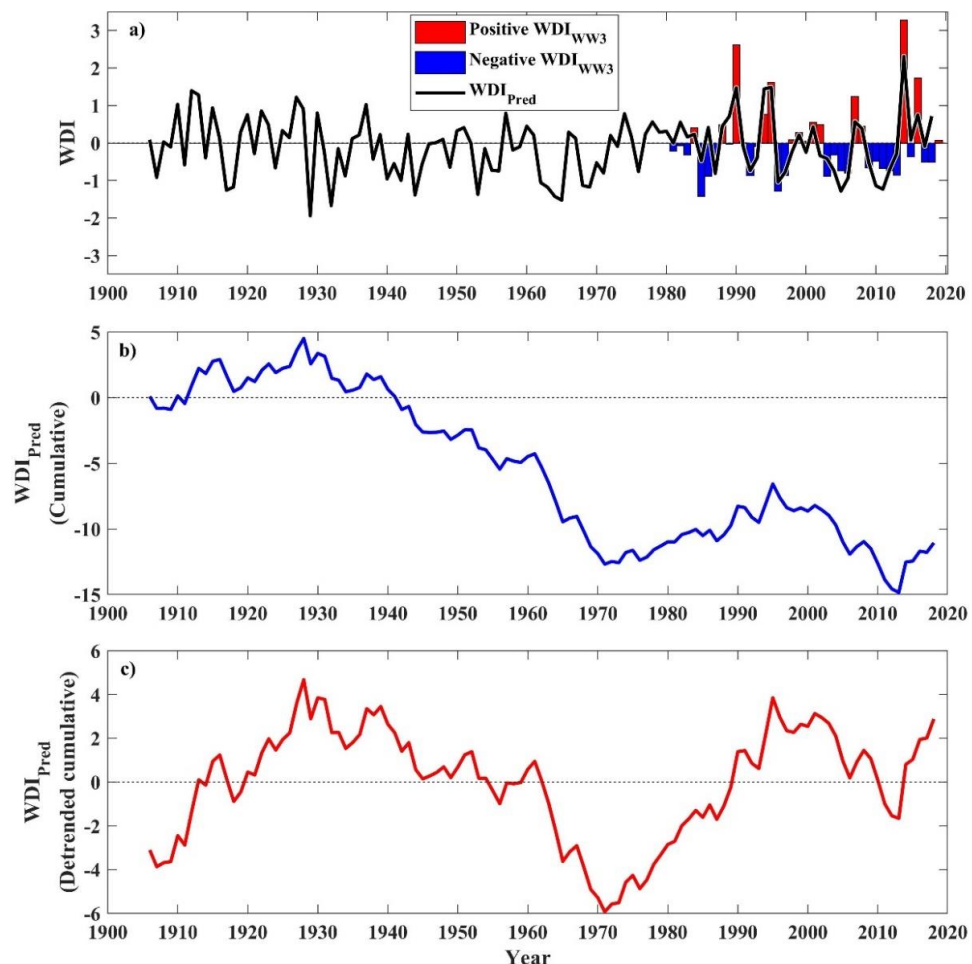 a)
Positive WDI_WW3
Negative WDI_WW3
WDI_Pred
WDI
3
2
1
0
-1
-2
-3
1900 1910 1920 1930 1940 1950 1960 1970 1980 1990 2000 2010 2020
b)
WDI_Pred
(Cumulative)
5
0
-5
-10
-15
1900 1910 1920 1930 1940 1950 1960 1970 1980 1990 2000 2010 2020
c)
WDI_Pred
(Detrended cumulative)
6
4
2
0
-2
-4
-6
1900 1910 1920 1930 1940 1950 1960 1970 1980 1990 2000 2010 2020
Year